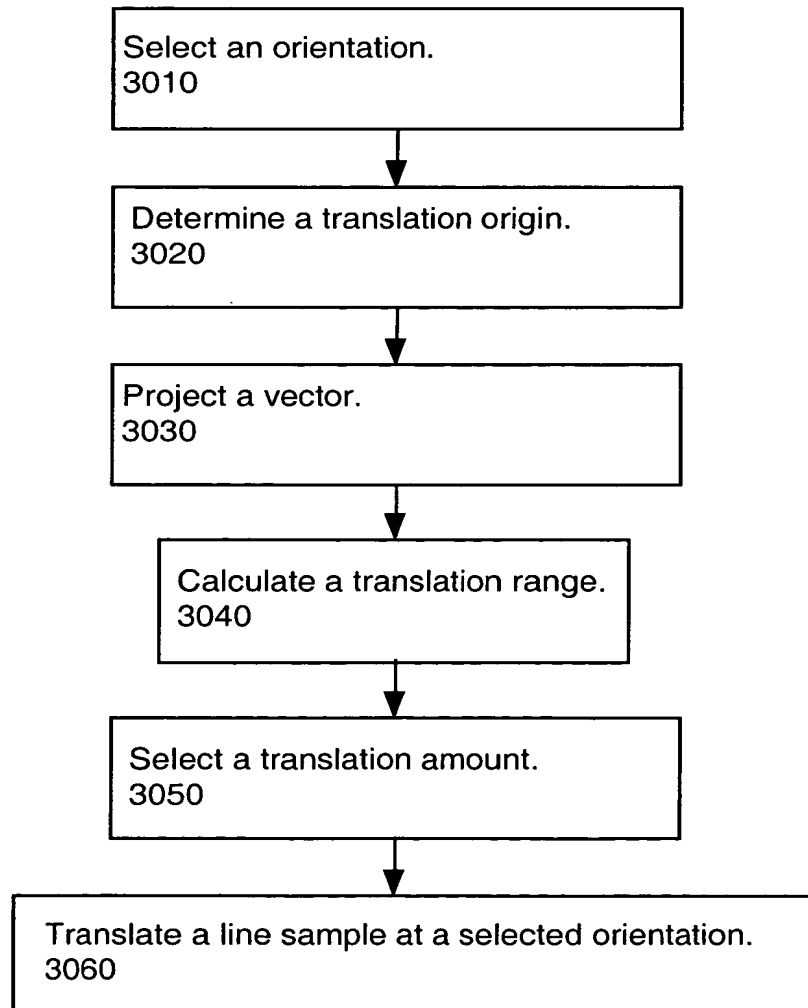 Select an orientation.
3010
Determine a translation origin.
3020
Project a vector.
3030
Calculate a translation range.
3040
Select a translation amount.
3050
Translate a line sample at a selected orientation.
3060